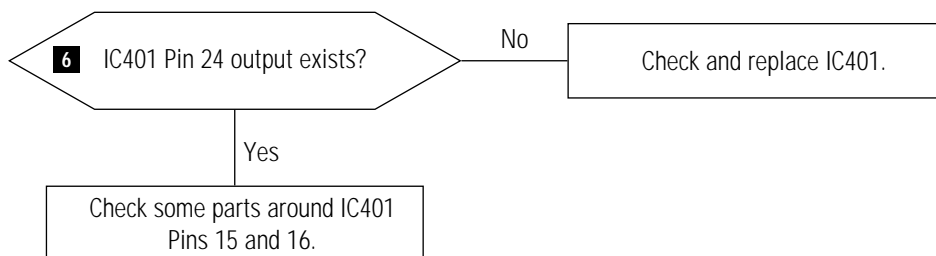 6 IC401 Pin 24 output exists?
No
Check and replace IC401.
Yes
Check some parts around IC401
Pins 15 and 16.